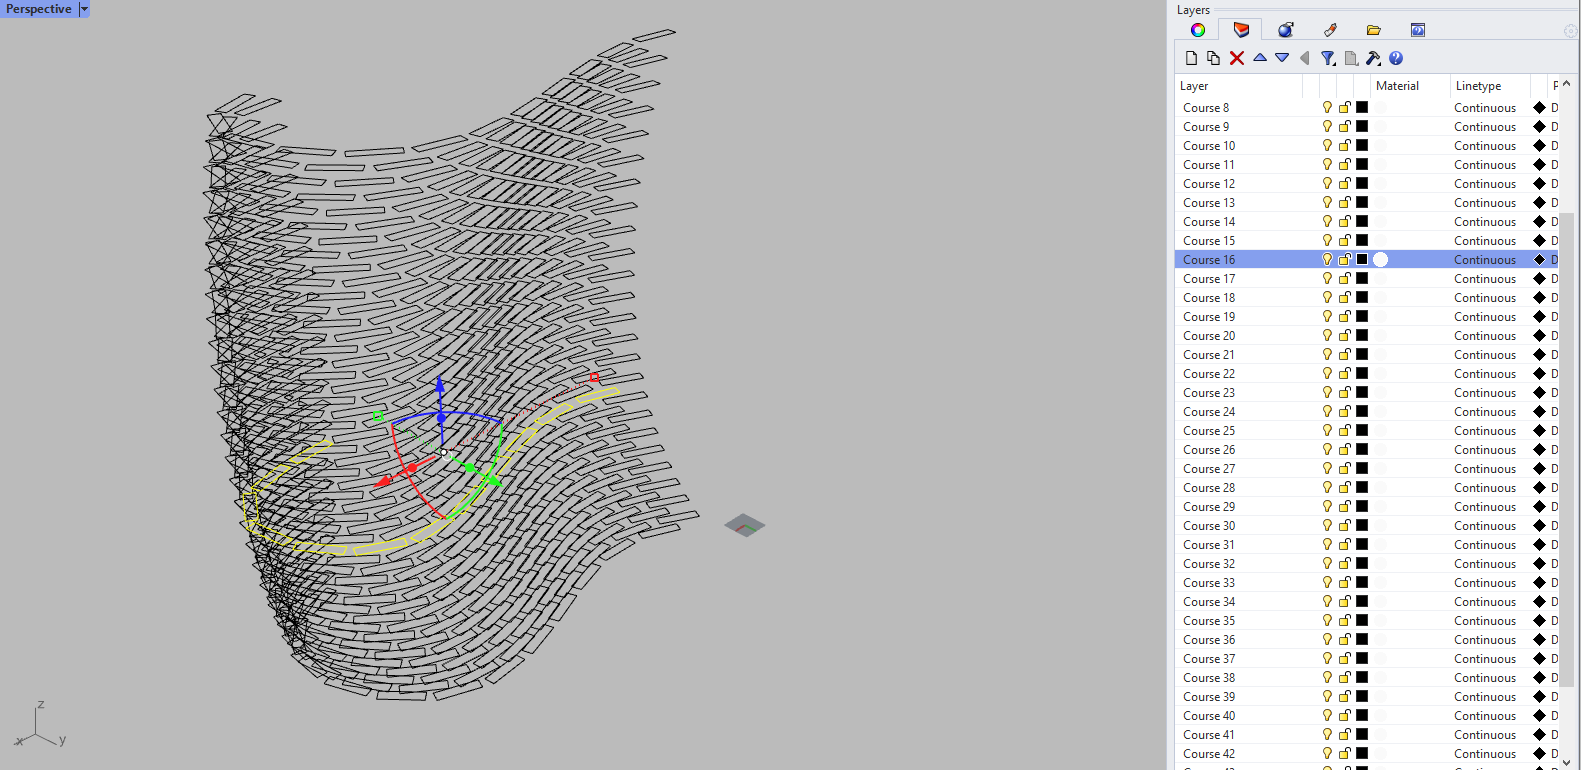 Perspective
Layers
Layer Material Linetype P
Course 8 Continuous D
Course 9 Continuous D
Course 10 Continuous D
Course 11 Continuous D
Course 12 Continuous D
Course 13 Continuous D
Course 14 Continuous D
Course 15 Continuous D
Course 16 Continuous D
Course 17 Continuous D
Course 18 Continuous D
Course 19 Continuous D
Course 20 Continuous D
Course 21 Continuous D
Course 22 Continuous D
Course 23 Continuous D
Course 24 Continuous D
Course 25 Continuous D
Course 26 Continuous D
Course 27 Continuous D
Course 28 Continuous D
Course 29 Continuous D
Course 30 Continuous D
Course 31 Continuous D
Course 32 Continuous D
Course 33 Continuous D
Course 34 Continuous D
Course 35 Continuous D
Course 36 Continuous D
Course 37 Continuous D
Course 38 Continuous D
Course 39 Continuous D
Course 40 Continuous D
Course 41 Continuous D
Course 42 Continuous D
z
x y